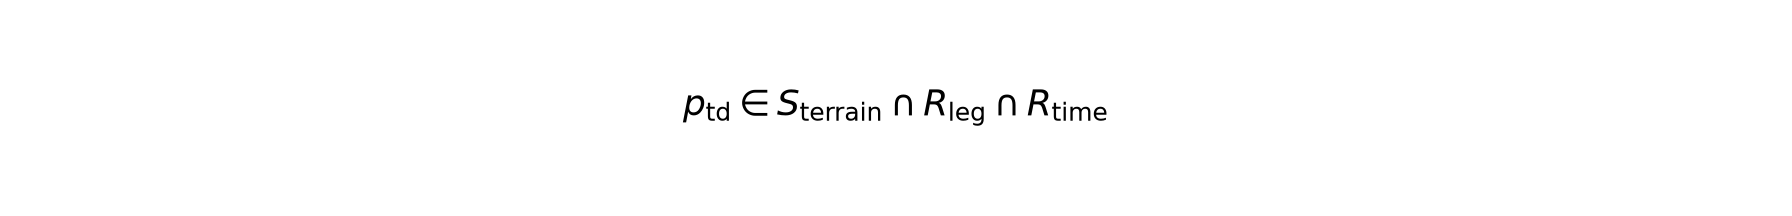 p_td ∈ S_terrain ∩ R_leg ∩ R_time